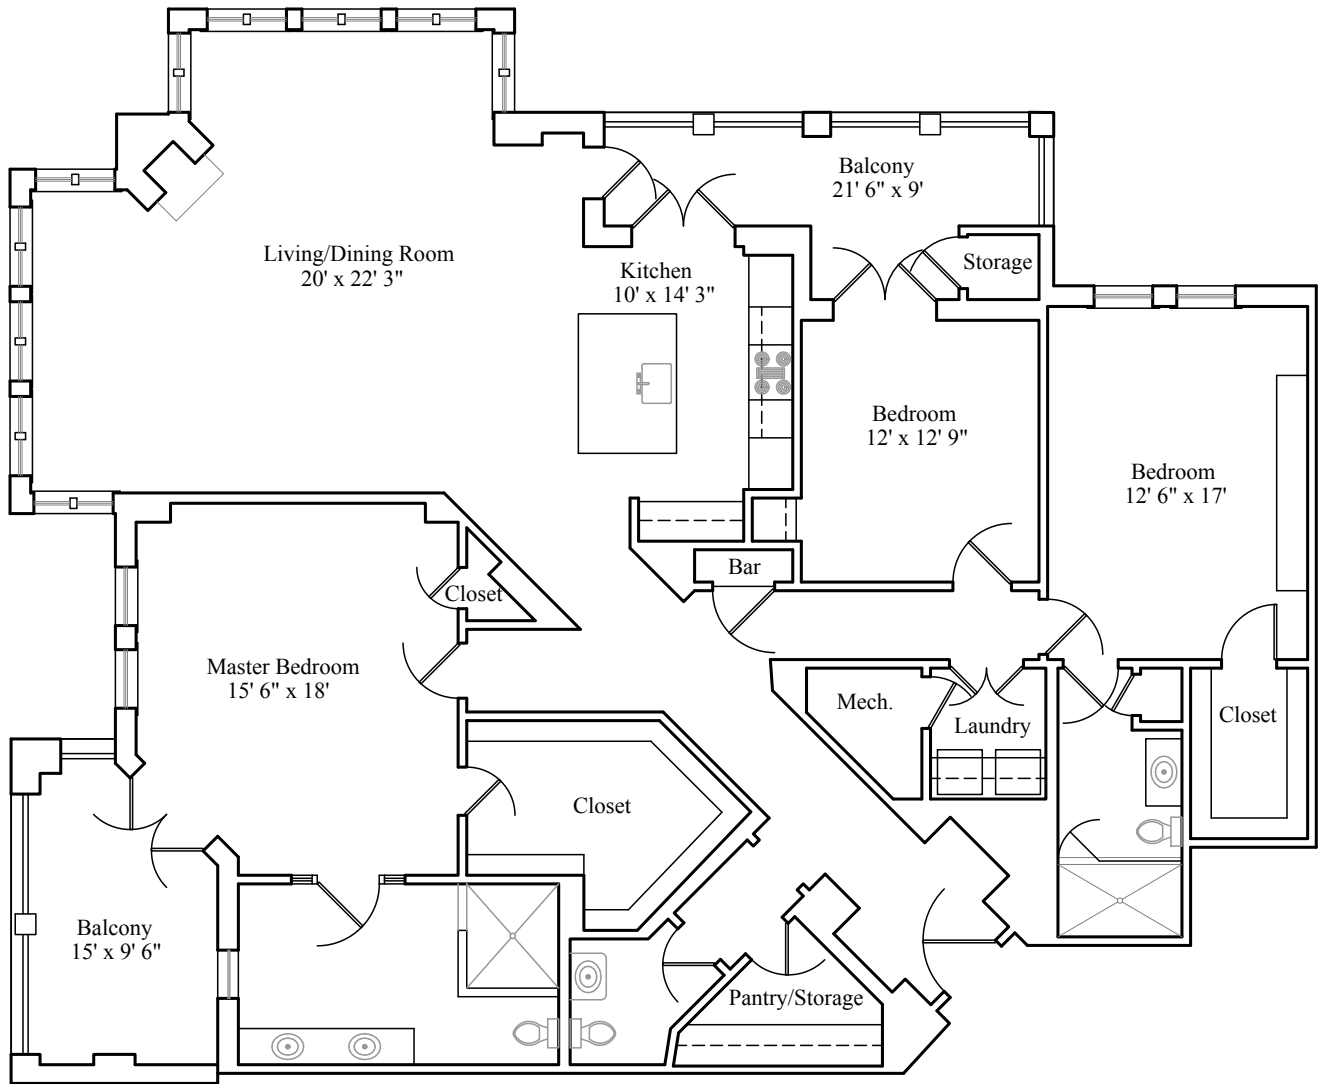 Balcony
21' 6" x 9'
Living/Dining Room
20' x 22' 3"
Kitchen
10' x 14' 3"
Storage
Bedroom
12' x 12' 9"
Bedroom
12' 6" x 17'
Bar
Closet
Master Bedroom
15' 6" x 18'
Mech.
Laundry
Closet
Closet
Balcony
15' x 9' 6"
Pantry/Storage